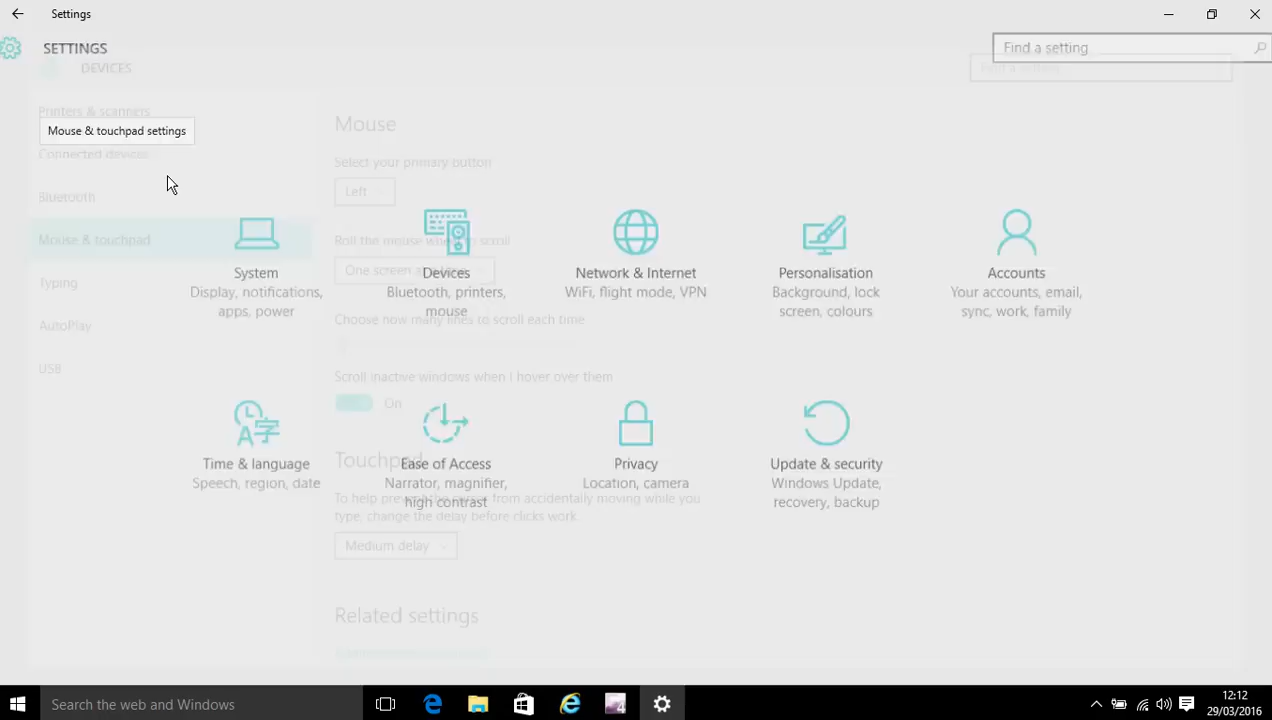 Settings
SETTINGS
Find a setting
DEVICES
Find a setting
Printers & scanners
Mouse & touchpad settings
Connected devices
Bluetooth
Mouse & touchpad
Typing
AutoPlay
USB
Mouse
Select your primary button
Left
Roll the mouse wheel to scroll
One screen at a time
Choose how many lines to scroll each time
Scroll inactive windows when I hover over them
On
Touchpad
To help prevent the cursor from accidentally moving while you
type, change the delay before clicks work.
Medium delay
Related settings
System
Display, notifications,
apps, power
Devices
Bluetooth, printers,
mouse
Network & Internet
WiFi, flight mode, VPN
Personalisation
Background, lock
screen, colours
Accounts
Your accounts, email,
sync, work, family
Time & language
Speech, region, date
Ease of Access
Narrator, magnifier,
high contrast
Privacy
Location, camera
Update & security
Windows Update,
recovery, backup
Search the web and Windows
4
12:12
29/03/2016